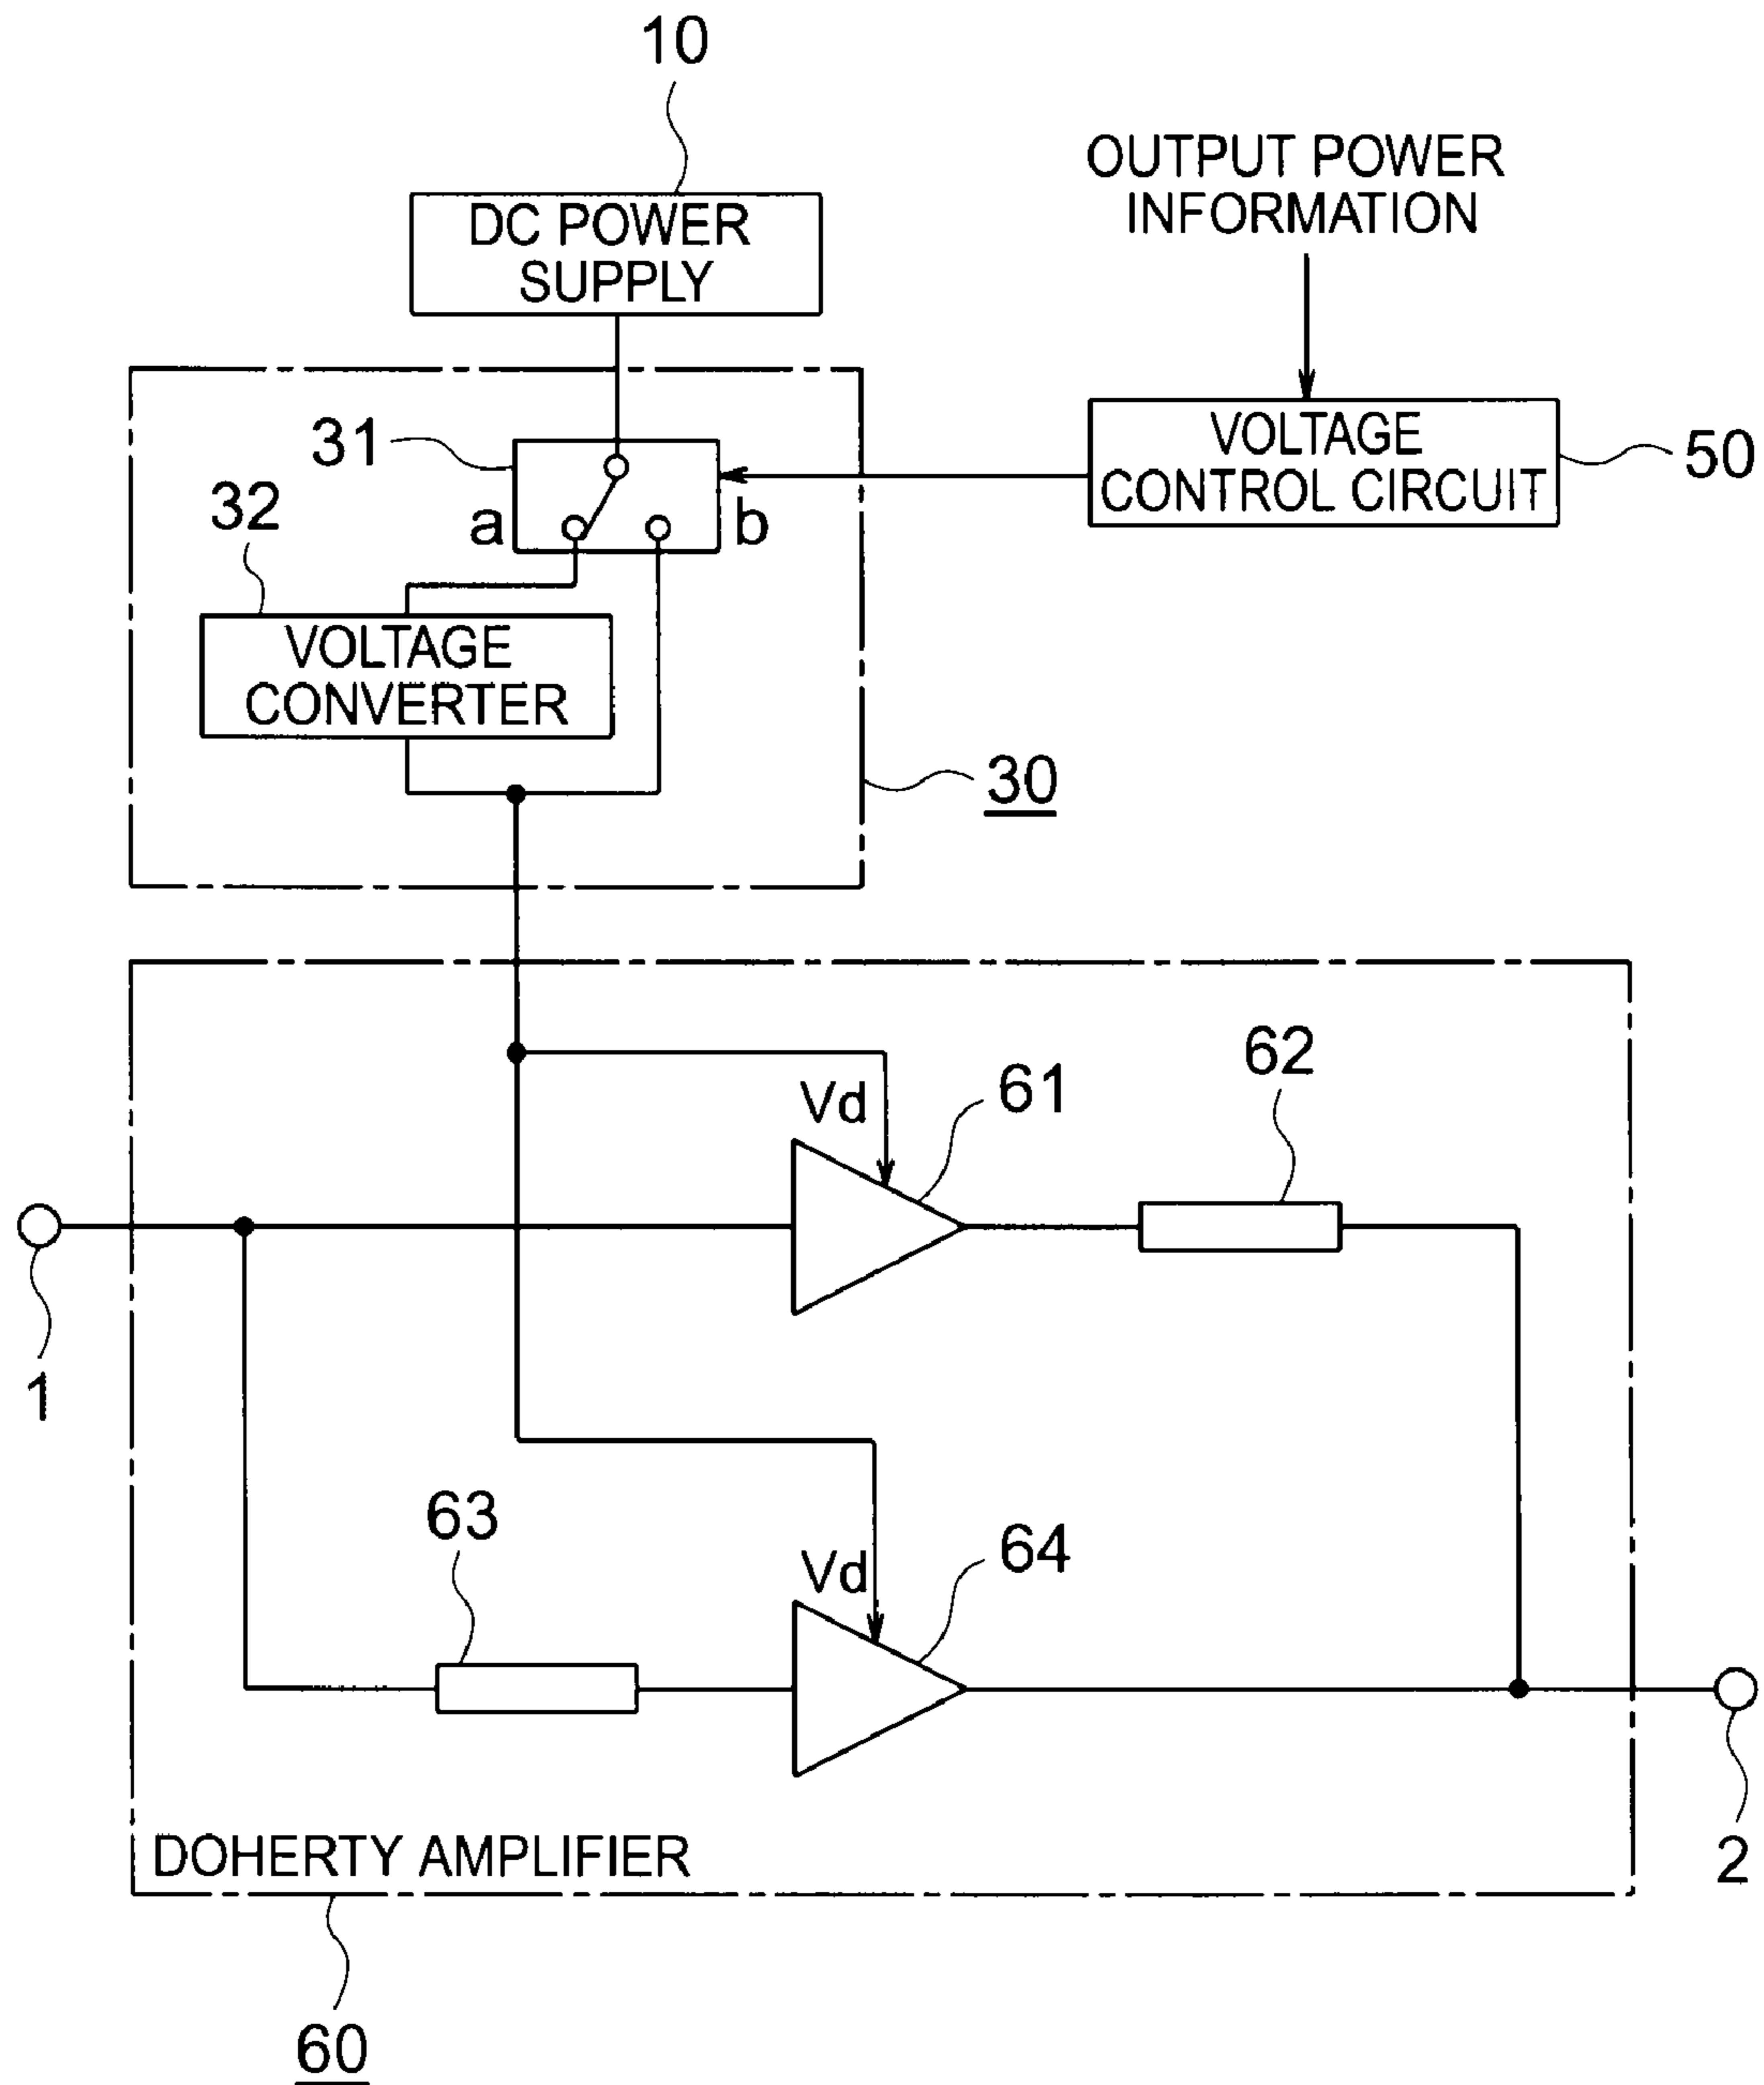 10
OUTPUT POWER
INFORMATION
DC POWER
SUPPLY
31
VOLTAGE
CONTROL CIRCUIT
50
32
a
b
VOLTAGE
CONVERTER
30
62
Vd
61
1
63
Vd
64
DOHERTY AMPLIFIER
2
60